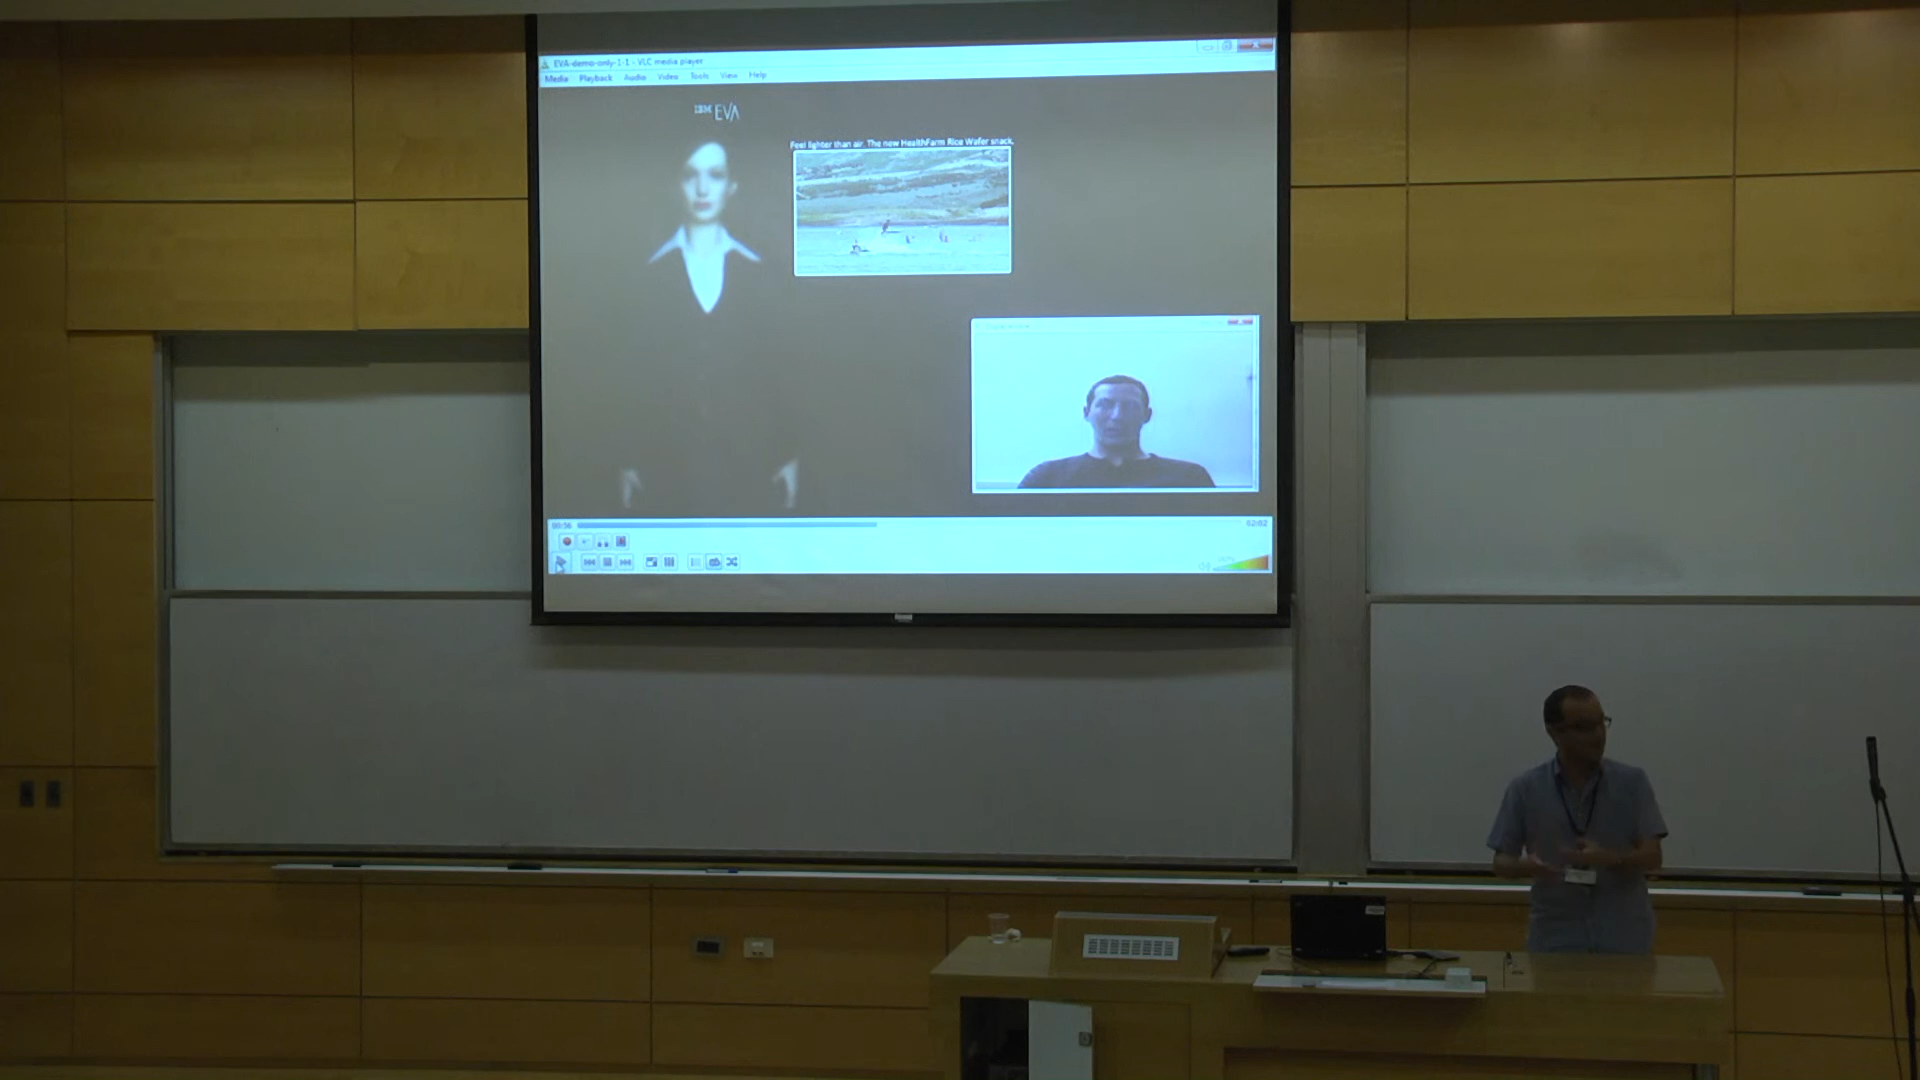 EVA-demo-only-1-1 - VLC media player
Media Playback Audio Video Tools View Help
IBM EVA
Feel lighter than air. The new HealthFarm Rice Wafer snack.
00:56
02:02